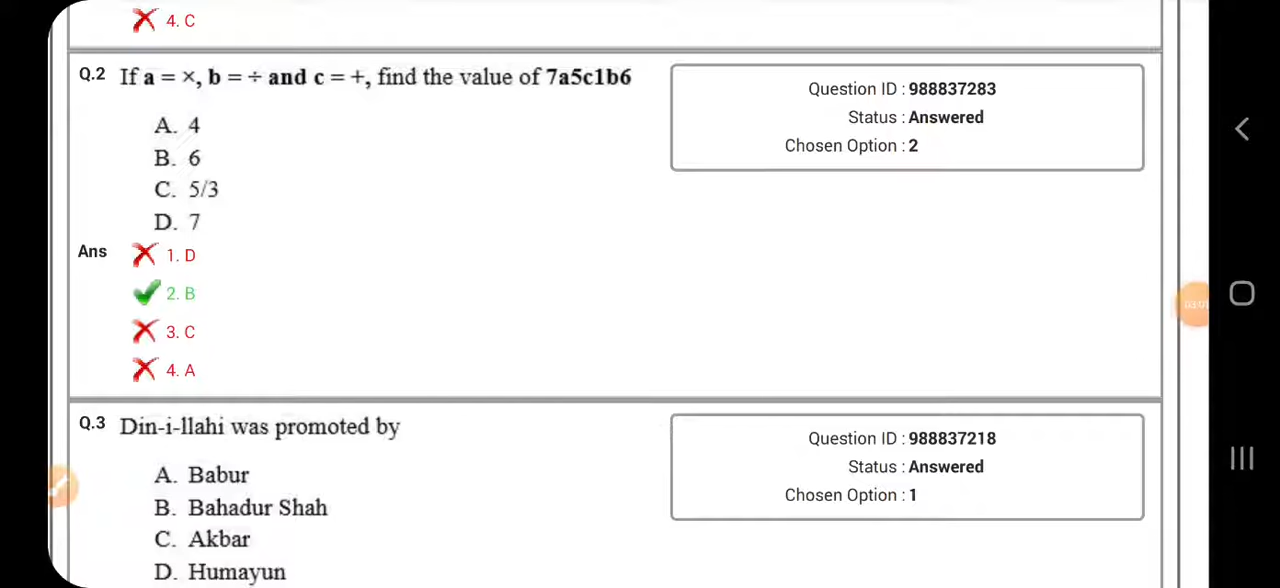 4. C
Q.2 If a = ×, b = ÷ and c = +, find the value of 7a5c1b6
A. 4
B. 6
C. 5/3
D. 7
Question ID : 988837283
Status : Answered
Chosen Option : 2
Ans 1. D
2. B
3. C
4. A
Q.3 Din-i-llahi was promoted by
A. Babur
B. Bahadur Shah
C. Akbar
D. Humayun
Question ID : 988837218
Status : Answered
Chosen Option : 1